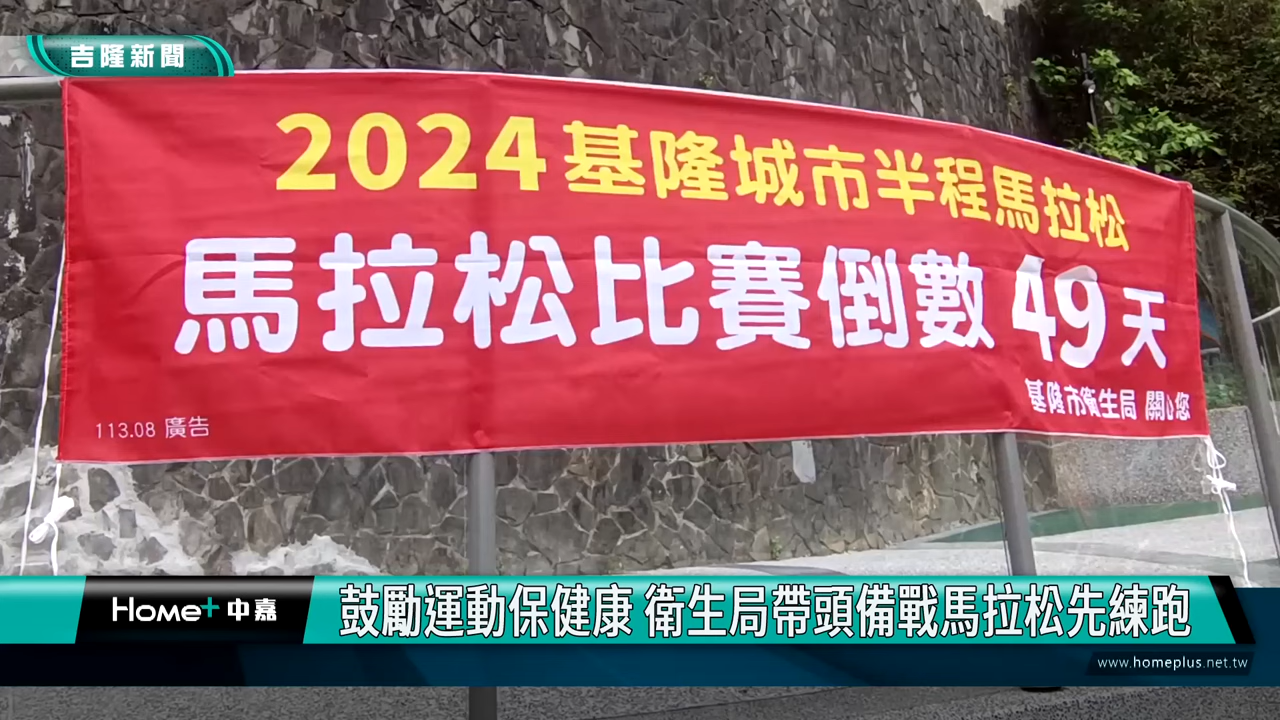 吉隆新聞
2024基隆城市半程馬拉松
馬拉松比賽倒數 49 天
基隆市衛生局 關心您
113.08 廣告
Home+ 中嘉
鼓勵運動保健康 衛生局帶頭備戰馬拉松先練跑
www.homeplus.net.tw